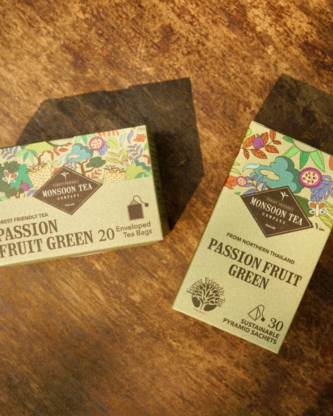 MONSOON TEA
COMPANY
FOREST FRIENDLY TEA
PASSION
FRUIT GREEN
20
Enveloped
Tea Bags
MONSOON TEA
COMPANY
FROM NORTHERN THAILAND
PASSION FRUIT
GREEN
30
SUSTAINABLE
PYRAMID SACHETS